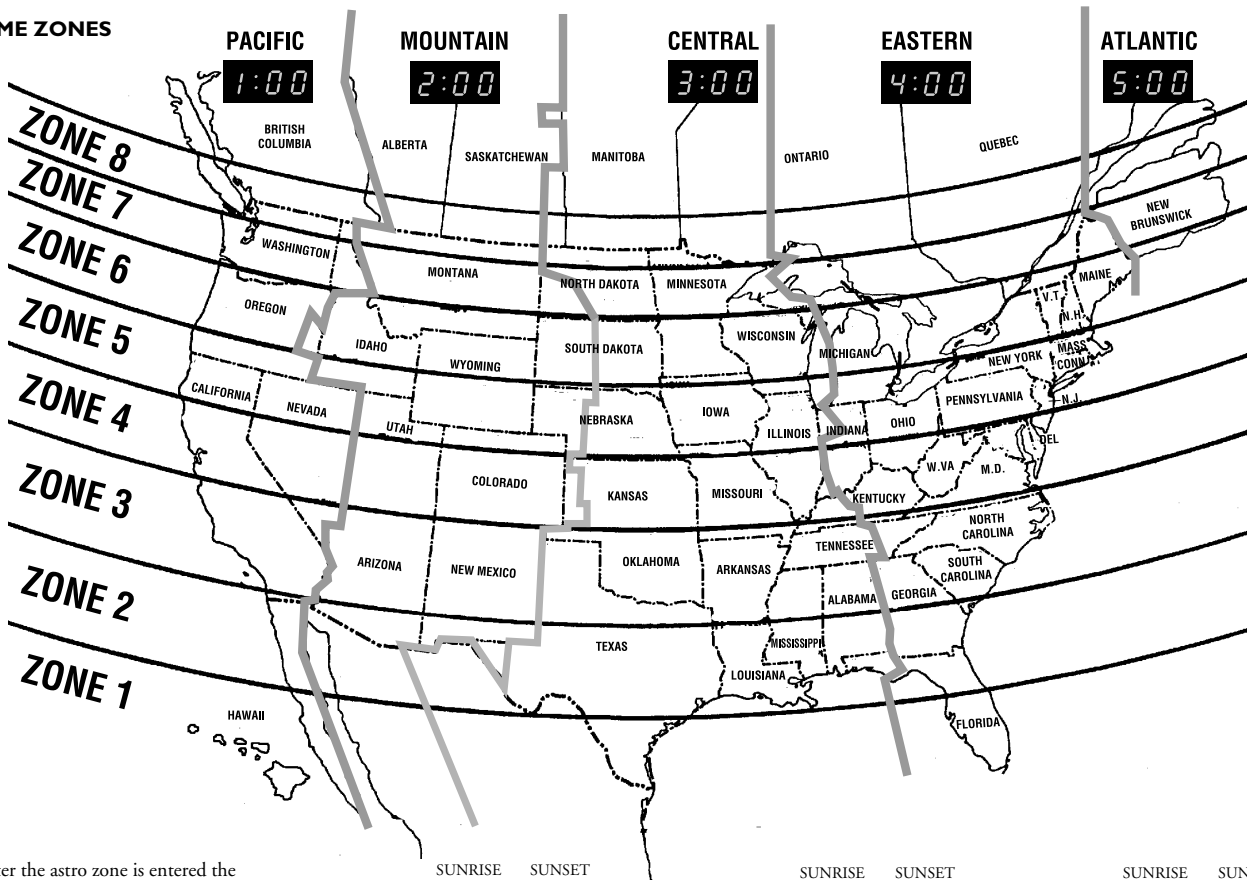 ME ZONES
PACIFIC
MOUNTAIN
CENTRAL
EASTERN
ATLANTIC
1:00
2:00
3:00
4:00
5:00
ZONE 8
ZONE 7
ZONE 6
ZONE 5
ZONE 4
ZONE 3
ZONE 2
ZONE 1
BRITISH
COLUMBIA
ALBERTA
SASKATCHEWAN
MANITOBA
ONTARIO
QUEBEC
NEW
BRUNSWICK
WASHINGTON
MONTANA
NORTH DAKOTA
MINNESOTA
MAINE
OREGON
IDAHO
WYOMING
SOUTH DAKOTA
WISCONSIN
MICHIGAN
V.T.
N.H.
MASS
CONN
NEW YORK
CALIFORNIA
NEVADA
UTAH
NEBRASKA
IOWA
ILLINOIS
INDIANA
OHIO
PENNSYLVANIA
N.J.
DEL
W.VA
M.D.
COLORADO
KANSAS
MISSOURI
KENTUCKY
ARIZONA
NEW MEXICO
OKLAHOMA
ARKANSAS
TENNESSEE
NORTH
CAROLINA
SOUTH
CAROLINA
ALABAMA
GEORGIA
TEXAS
MISSISSIPPI
LOUISIANA
FLORIDA
HAWAII
ter the astro zone is entered the
SUNRISE SUNSET
SUNRISE SUNSET
SUNRISE SUN